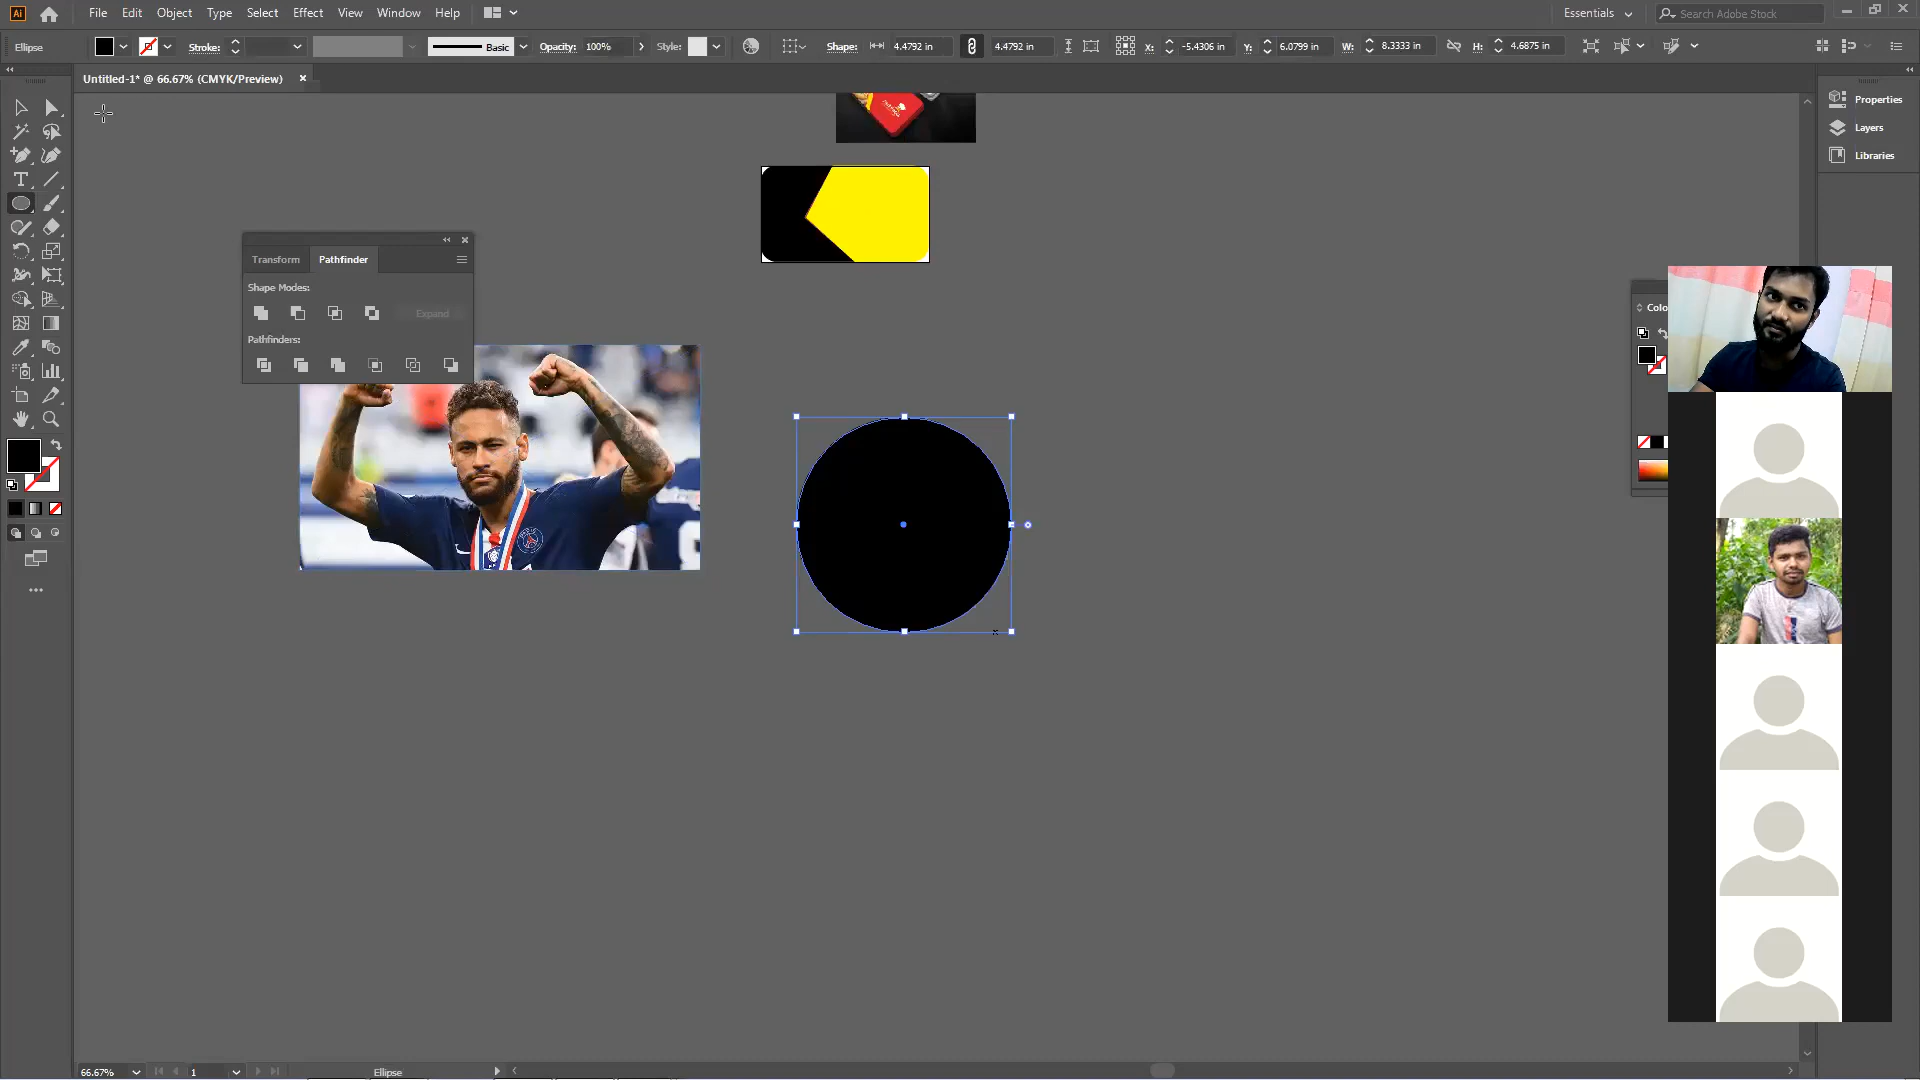 Ai
File Edit Object Type Select Effect View Window Help
Essentials
Search Adobe Stock
Ellipse
Stroke:
Basic
Opacity: 100%
Style:
Shape: 4.4792 in 4.4792 in X: -5.4306 in Y: 6.0799 in W: 8.3333 in H: 4.6875 in
Untitled-1* @ 66.67% (CMYK/Preview)
Properties
Layers
Libraries
Transform Pathfinder
Shape Modes:
Expand
Pathfinders:
Colo
66.67% 1 Ellipse